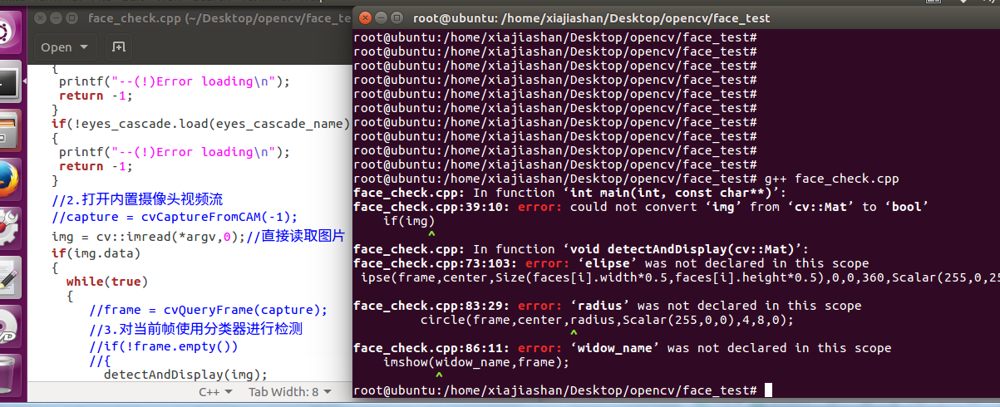 face_check.cpp (~/Desktop/opencv/face_te
Open
{
printf("--(!)Error loading\n");
return -1;
}
if(!eyes_cascade.load(eyes_cascade_name)
{
printf("--(!)Error loading\n");
return -1;
}
//2.打开内置摄像头视频流
//capture = cvCaptureFromCAM(-1);
img = cv::imread(*argv,0);//直接读取图片
if(img.data)
{
while(true)
{
//frame = cvQueryFrame(capture);
//3.对当前帧使用分类器进行检测
//if(!frame.empty())
//{
detectAndDisplay(img);
C++ Tab Width: 8
root@ubuntu: /home/xiajiashan/Desktop/opencv/face_test
root@ubuntu:/home/xiajiashan/Desktop/opencv/face_test#
root@ubuntu:/home/xiajiashan/Desktop/opencv/face_test#
root@ubuntu:/home/xiajiashan/Desktop/opencv/face_test#
root@ubuntu:/home/xiajiashan/Desktop/opencv/face_test#
root@ubuntu:/home/xiajiashan/Desktop/opencv/face_test#
root@ubuntu:/home/xiajiashan/Desktop/opencv/face_test#
root@ubuntu:/home/xiajiashan/Desktop/opencv/face_test#
root@ubuntu:/home/xiajiashan/Desktop/opencv/face_test#
root@ubuntu:/home/xiajiashan/Desktop/opencv/face_test#
root@ubuntu:/home/xiajiashan/Desktop/opencv/face_test#
root@ubuntu:/home/xiajiashan/Desktop/opencv/face_test# g++ face_check.cpp
face_check.cpp: In function ‘int main(int, const char**)’:
face_check.cpp:39:10: error: could not convert ‘img’ from ‘cv::Mat’ to ‘bool’
if(img)
^
face_check.cpp: In function ‘void detectAndDisplay(cv::Mat)’:
face_check.cpp:73:103: error: ‘elipse’ was not declared in this scope
ipse(frame,center,Size(faces[i].width*0.5,faces[i].height*0.5),0,0,360,Scalar(255,0,25
face_check.cpp:83:29: error: ‘radius’ was not declared in this scope
circle(frame,center,radius,Scalar(255,0,0),4,8,0);
^
face_check.cpp:86:11: error: ‘widow_name’ was not declared in this scope
imshow(widow_name,frame);
^
root@ubuntu:/home/xiajiashan/Desktop/opencv/face_test#